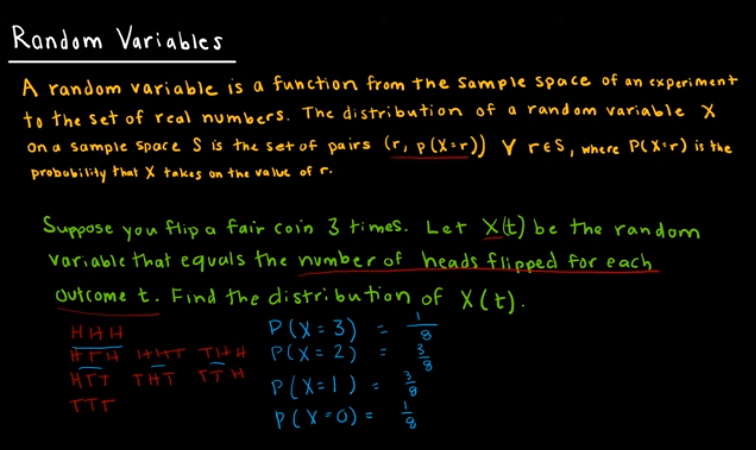 Random Variables
A random variable is a function from the sample space of an experiment
to the set of real numbers. The distribution of a random variable X
on a sample space S is the set of pairs (r, p(X=r)) ∀ r∈S, where P(X=r) is the
probability that X takes on the value of r.
Suppose you flip a fair coin 3 times. Let X(t) be the random
variable that equals the number of heads flipped for each
outcome t. Find the distribution of X(t).
HHH P(X=3) = 1/8
HTH HHT THH P(X=2) = 3/8
HTT THT TTH P(X=1) = 3/8
TTT P(X=0) = 1/8